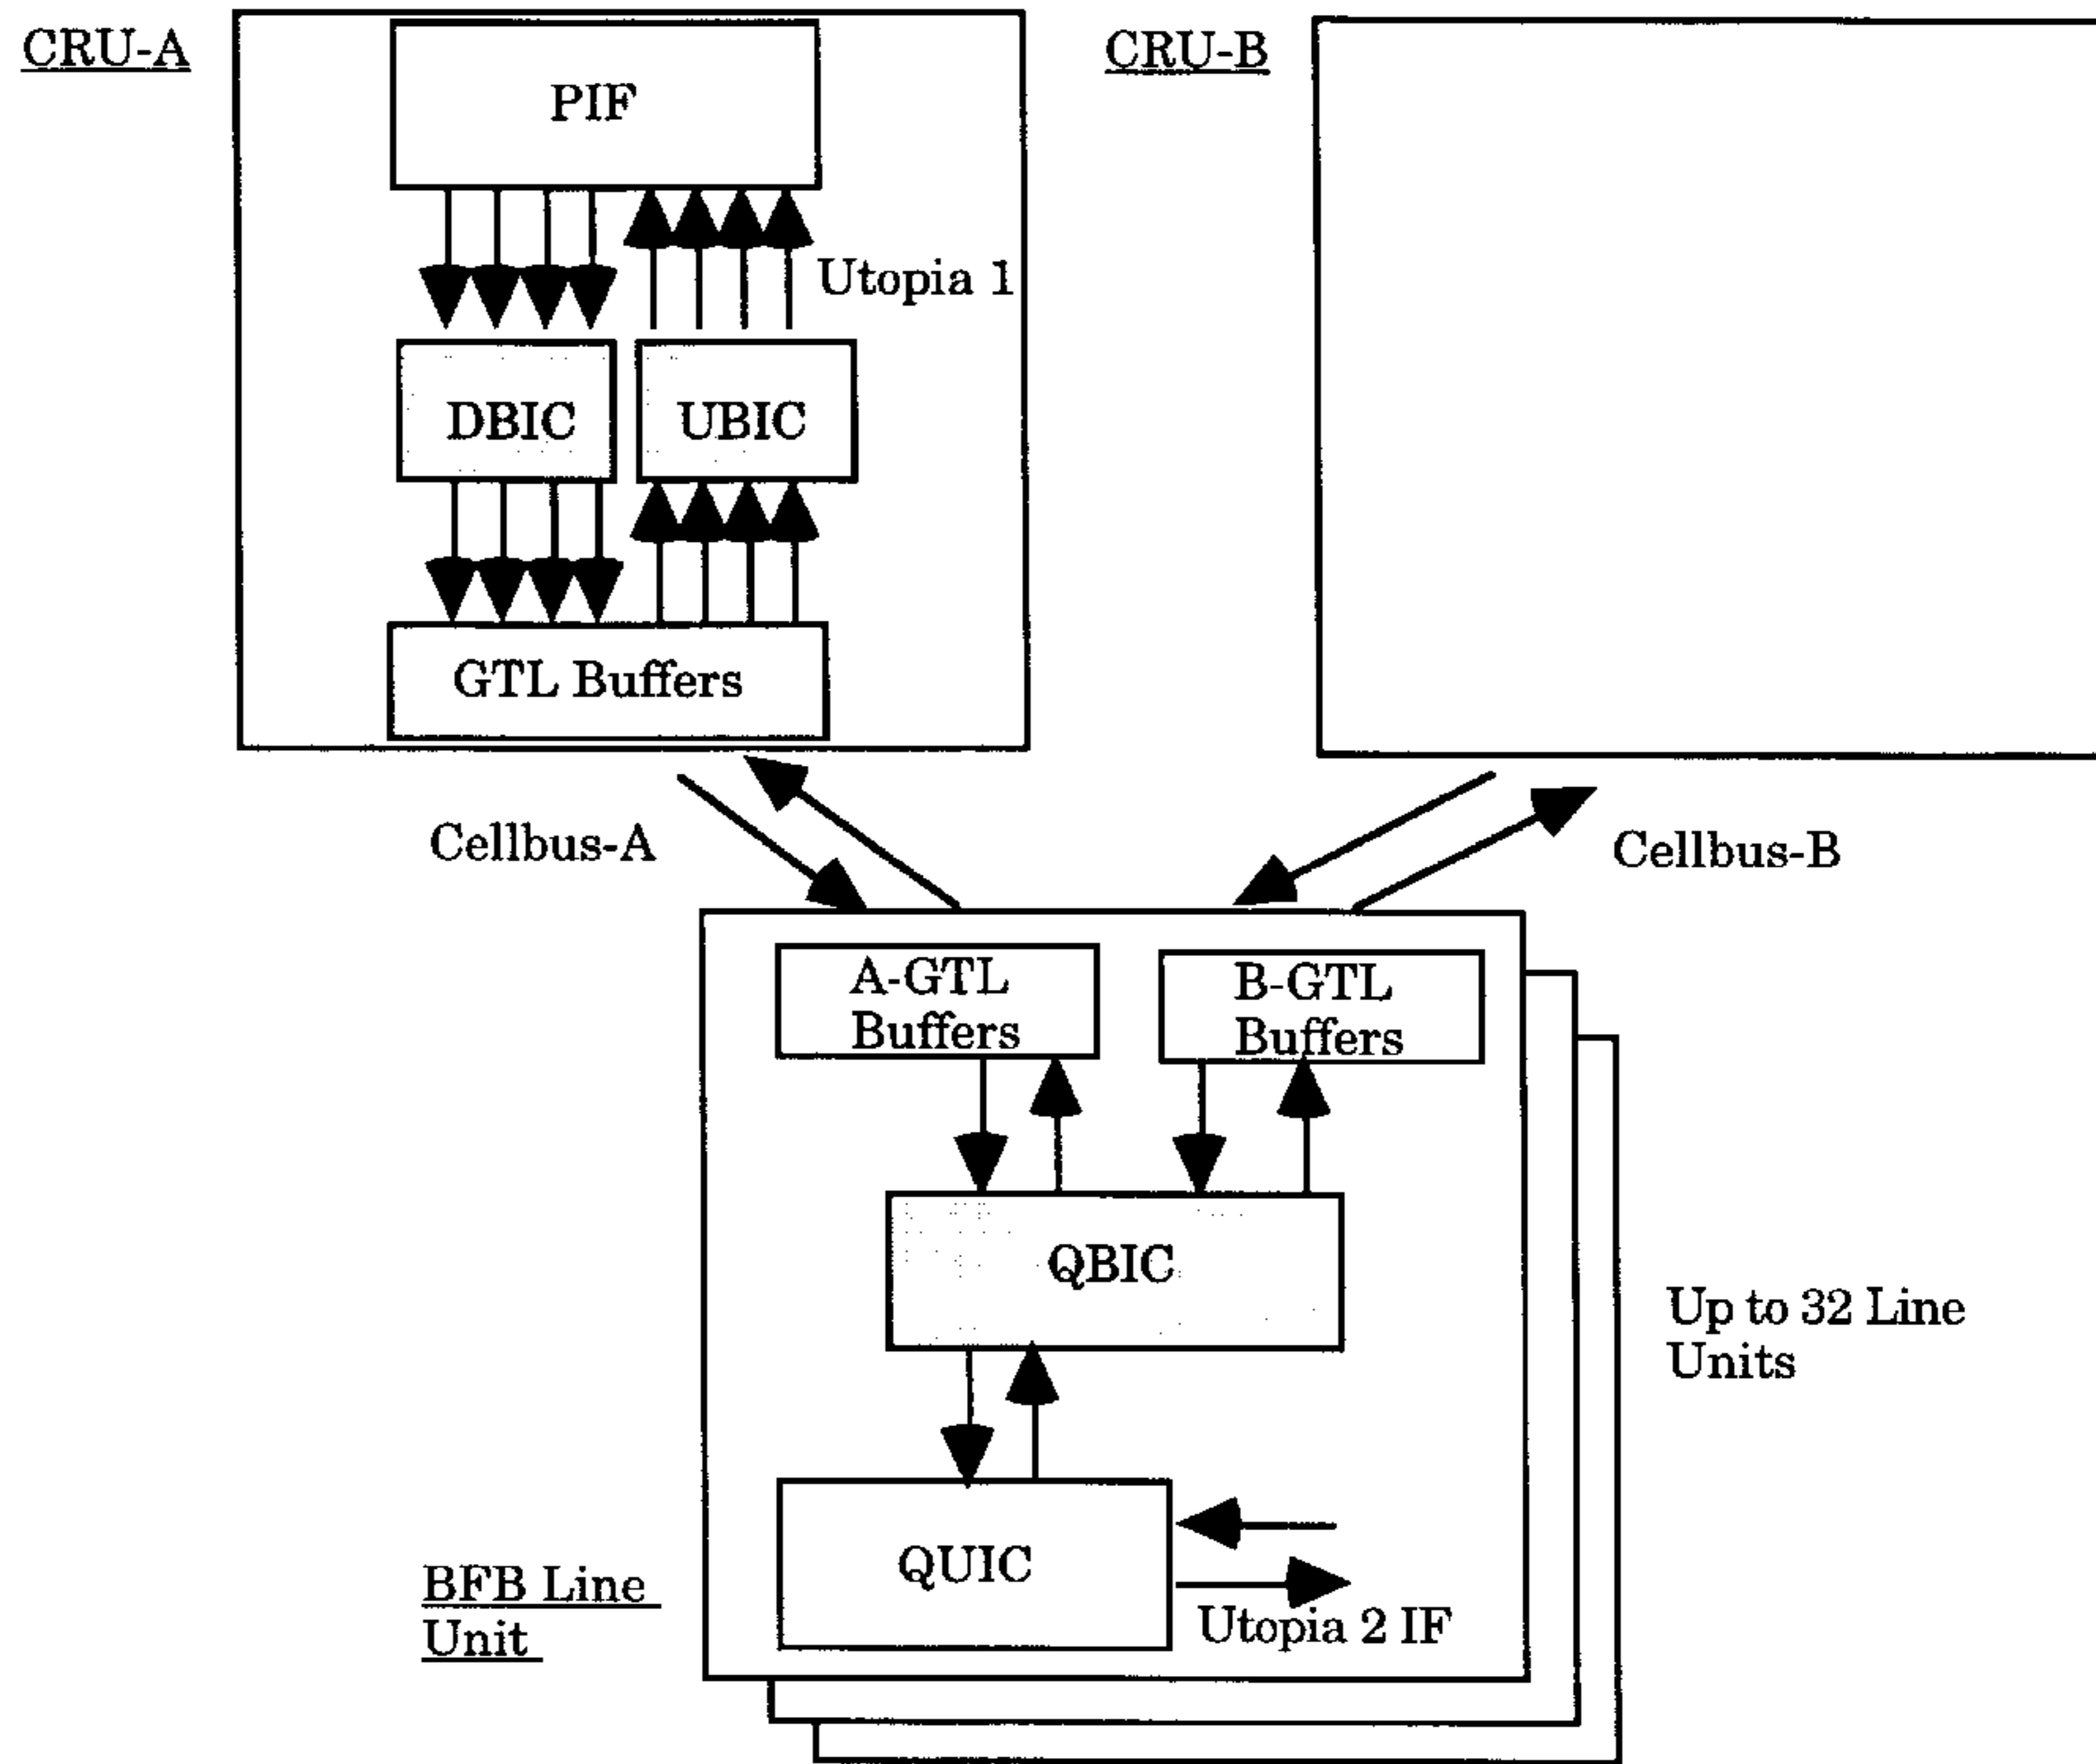 CRU-A
PIF
CRU-B
Utopia 1
DBIC
UBIC
GTL Buffers
Cellbus-A
Cellbus-B
A-GTL
Buffers
B-GTL
Buffers
QBIC
Up to 32 Line
Units
QUIC
BFB Line
Unit
Utopia 2 IF